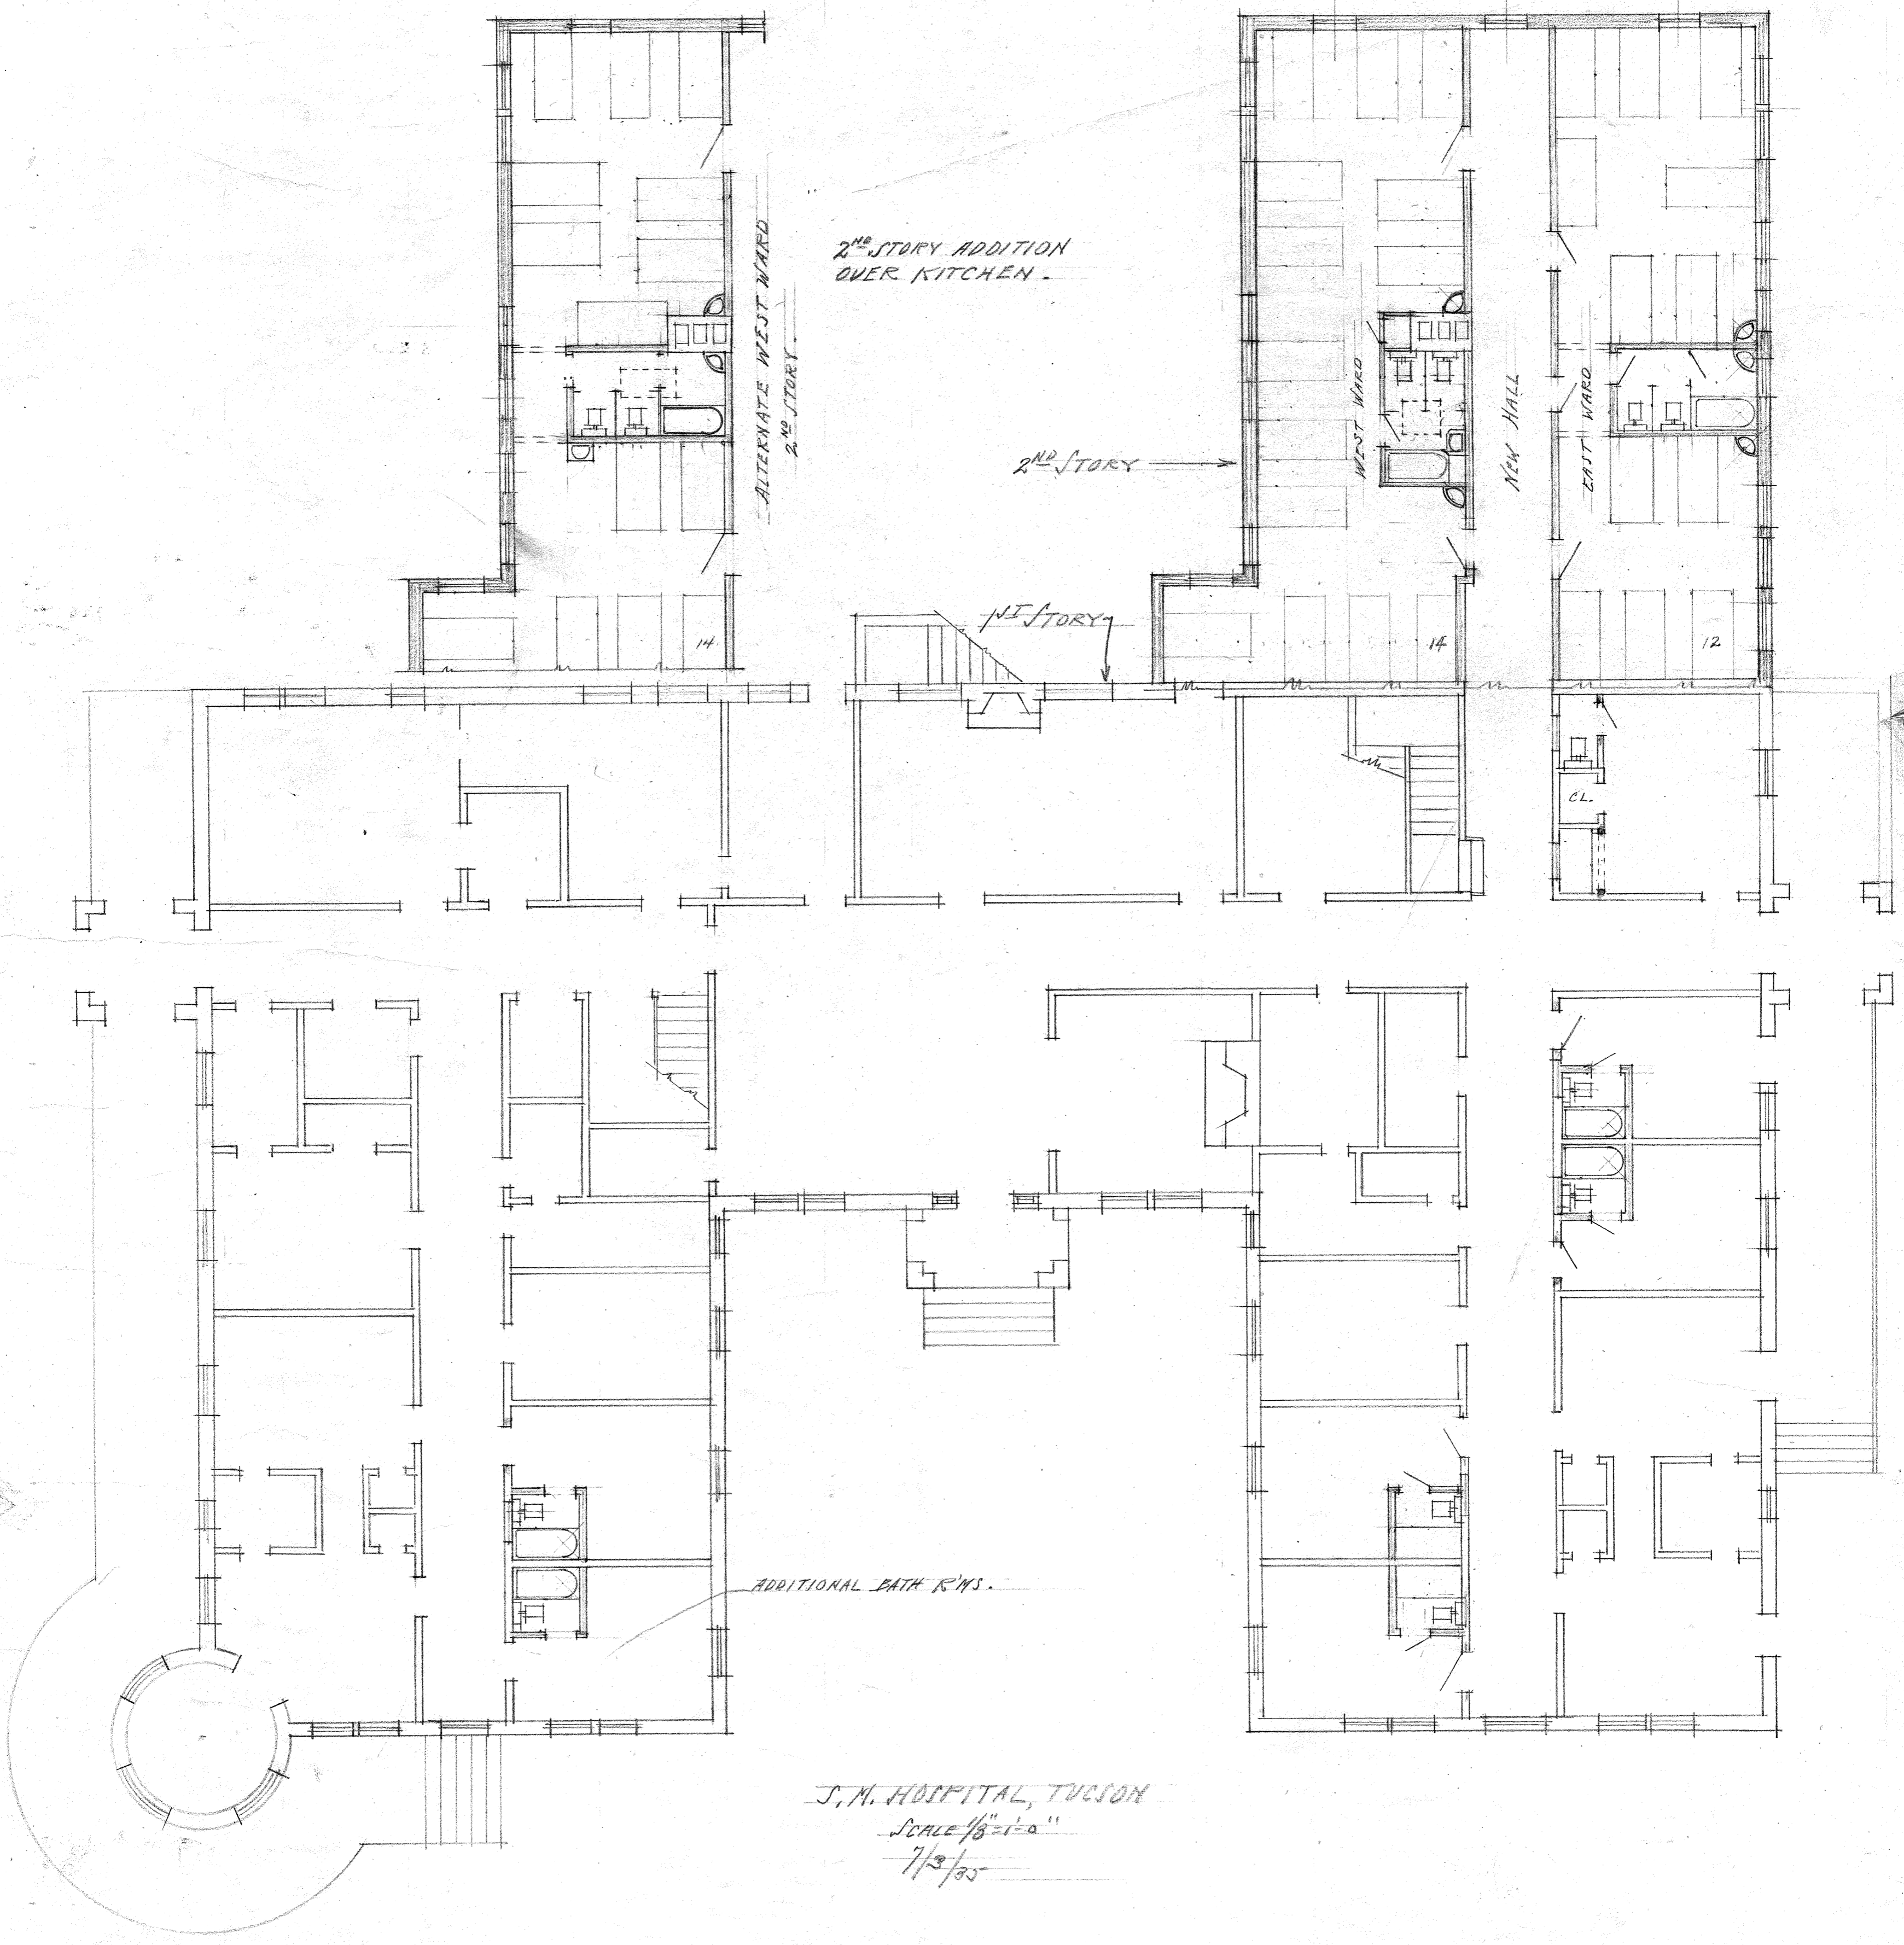 2ND STORY ADDITION
OVER KITCHEN.
ALTERNATE WEST WARD
2ND STORY.
2ND STORY
WEST WARD
NEW HALL
EAST WARD
1ST STORY
14
14
12
CL.
ADDITIONAL BATH R'MS.
S.M. HOSPITAL, TUCSON
SCALE 1/8"=1'-0"
7/3/35